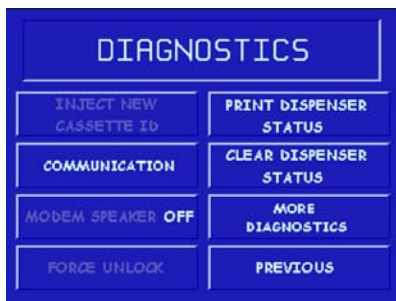 DIAGNOSTICS
INJECT NEW
CASSETTE ID
PRINT DISPENSER
STATUS
COMMUNICATION
CLEAR DISPENSER
STATUS
MODEM SPEAKER OFF
MORE
DIAGNOSTICS
FORCE UNLOCK
PREVIOUS